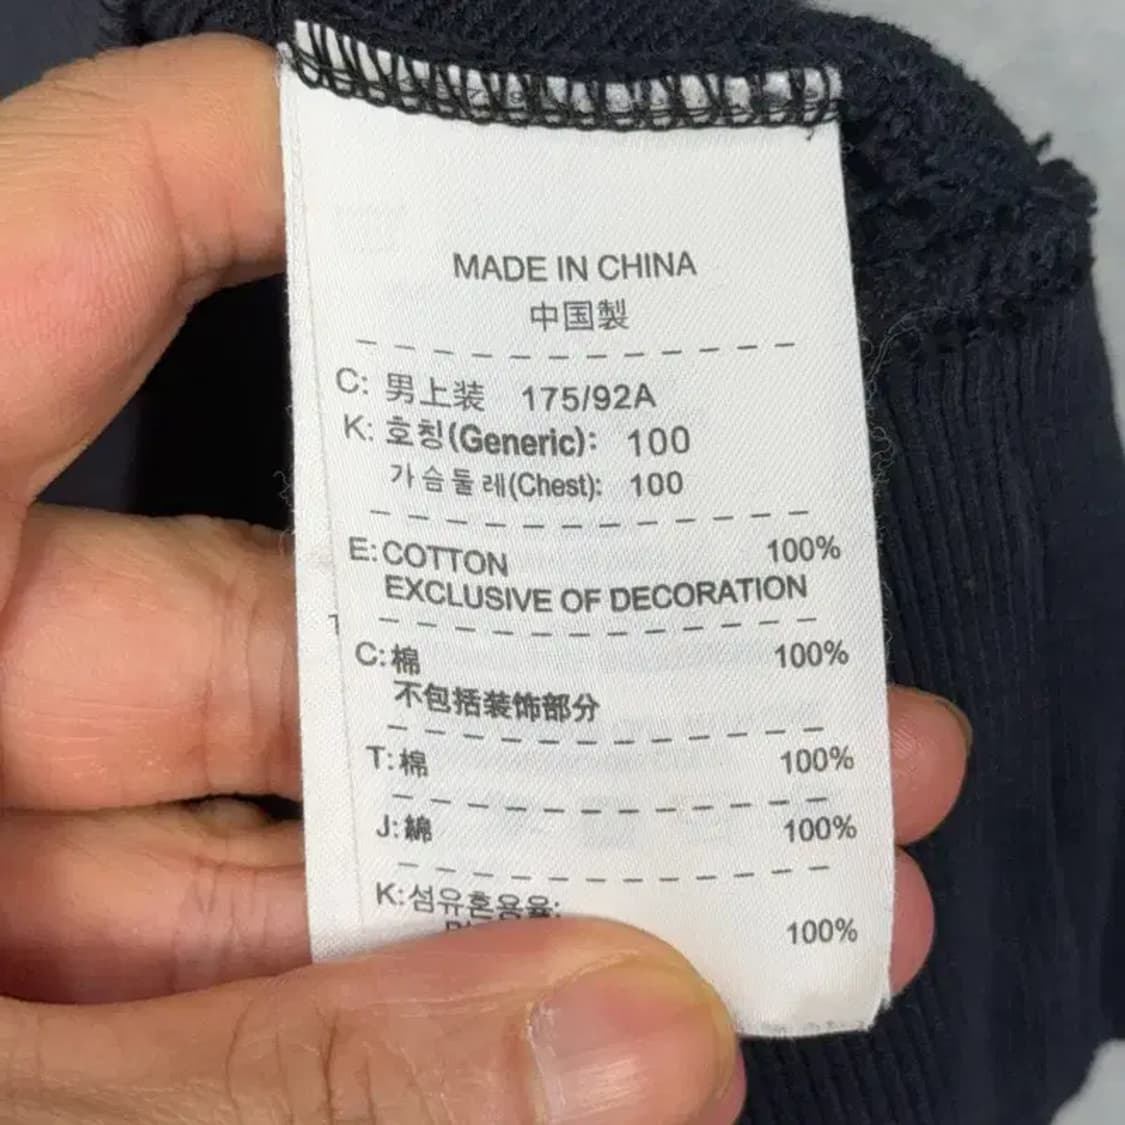 MADE IN CHINA
中国製
C: 男上装 175/92A
K: 호칭(Generic): 100
가슴둘레(Chest): 100
E: COTTON 100%
EXCLUSIVE OF DECORATION
C: 棉 100%
不包括装饰部分
T: 棉 100%
J: 綿 100%
K: 섬유혼용율:
100%